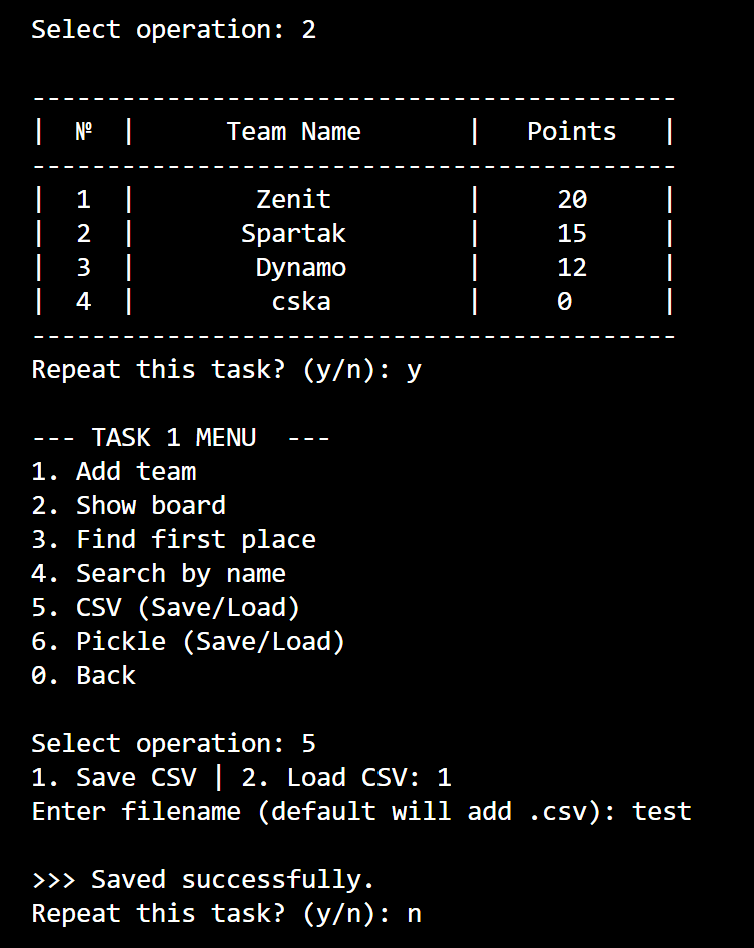 Select operation: 2
-------------------------------------------
|  №  |      Team Name       |   Points   |
-------------------------------------------
|  1  |        Zenit         |     20     |
|  2  |       Spartak        |     15     |
|  3  |        Dynamo        |     12     |
|  4  |         cska         |     0      |
-------------------------------------------
Repeat this task? (y/n): y
--- TASK 1 MENU  ---
1. Add team
2. Show board
3. Find first place
4. Search by name
5. CSV (Save/Load)
6. Pickle (Save/Load)
0. Back
Select operation: 5
1. Save CSV | 2. Load CSV: 1
Enter filename (default will add .csv): test
>>> Saved successfully.
Repeat this task? (y/n): n